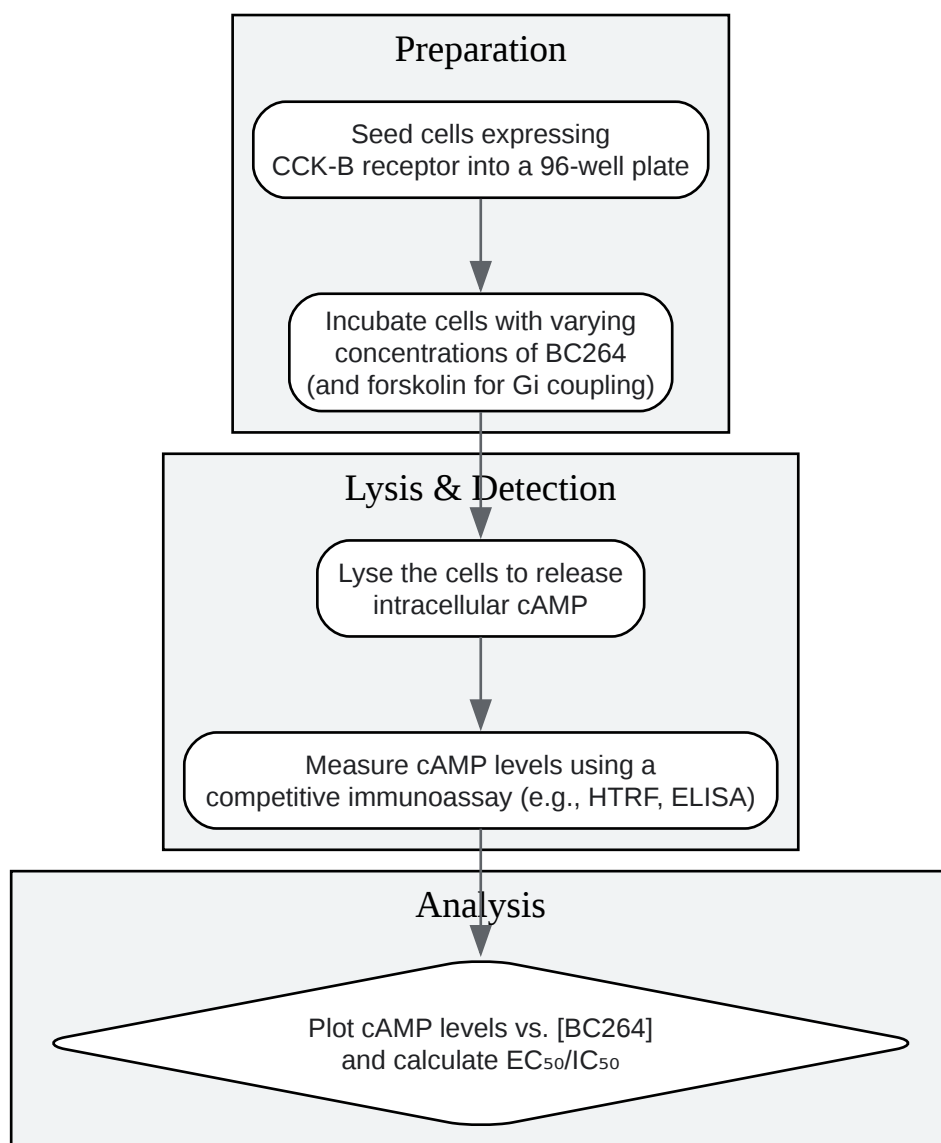 Preparation
Seed cells expressing
CCK-B receptor into a 96-well plate
Incubate cells with varying
concentrations of BC264
(and forskolin for Gi coupling)
Lysis & Detection
Lyse the cells to release
intracellular cAMP
Measure cAMP levels using a
competitive immunoassay (e.g., HTRF, ELISA)
Analysis
Plot cAMP levels vs. [BC264]
and calculate EC₅₀/IC₅₀